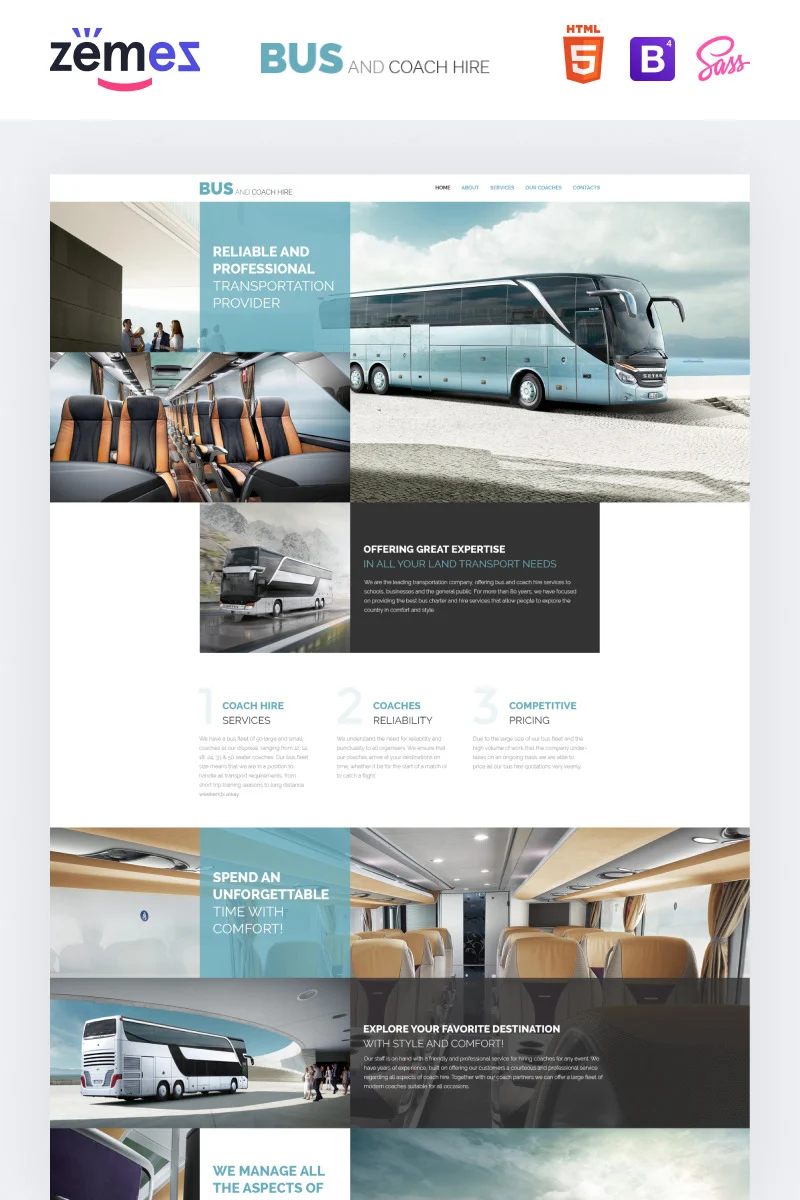 zemez
BUS AND COACH HIRE
HTML
5
B 4
Sass
BUS AND COACH HIRE
HOME ABOUT SERVICES OUR COACHES CONTACTS
RELIABLE AND
PROFESSIONAL
TRANSPORTATION
PROVIDER
SETRA
OFFERING GREAT EXPERTISE
IN ALL YOUR LAND TRANSPORT NEEDS
We are the leading transportation company, offering bus and coach hire services to
schools, businesses and the general public. For more than 80 years, we have focused
on providing the best bus charter and hire services that allow people to explore the
country in comfort and style.
1 COACH HIRE
SERVICES
We have a bus fleet of 50 large and small
coaches at our disposal, ranging from 12, 14,
18, 24, 33 & 50 seater coaches. Our bus fleet
size means that we are in a position to
handle all transport requirements, from
short trip training seasons to long distance
weekends away.
2 COACHES
RELIABILITY
We understand the need for reliability and
punctuality to all organisers. We ensure that
our coaches arrive at your destinations on
time, whether it be for the start of a match or
to catch a flight.
3 COMPETITIVE
PRICING
Due to the large size of our bus fleet and the
high volume of work that the company under-
takes on an ongoing basis we are able to
price all our bus hire quotations very keenly.
SPEND AN
UNFORGETTABLE
TIME WITH
COMFORT!
EXPLORE YOUR FAVORITE DESTINATION
WITH STYLE AND COMFORT!
Our staff is on hand with a friendly and professional service for hiring coaches for any event. We
have years of experience, built on offering our customers a courteous and professional service
regarding all aspects of coach hire. Together with our coach partners we can offer a large fleet of
modern coaches suitable for all occasions.
WE MANAGE ALL
THE ASPECTS OF